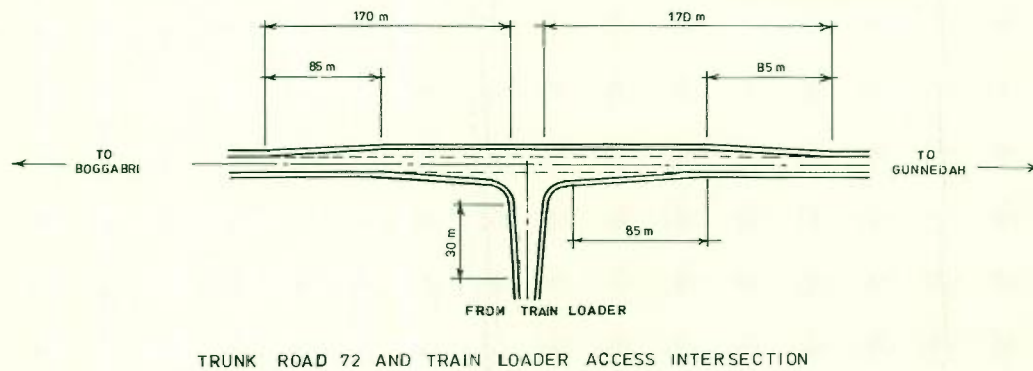 170 m
170 m
85 m
85 m
TO
BOGGABRI
TO
GUNNEDAH
30 m
85 m
FROM TRAIN LOADER
TRUNK ROAD 72 AND TRAIN LOADER ACCESS INTERSECTION